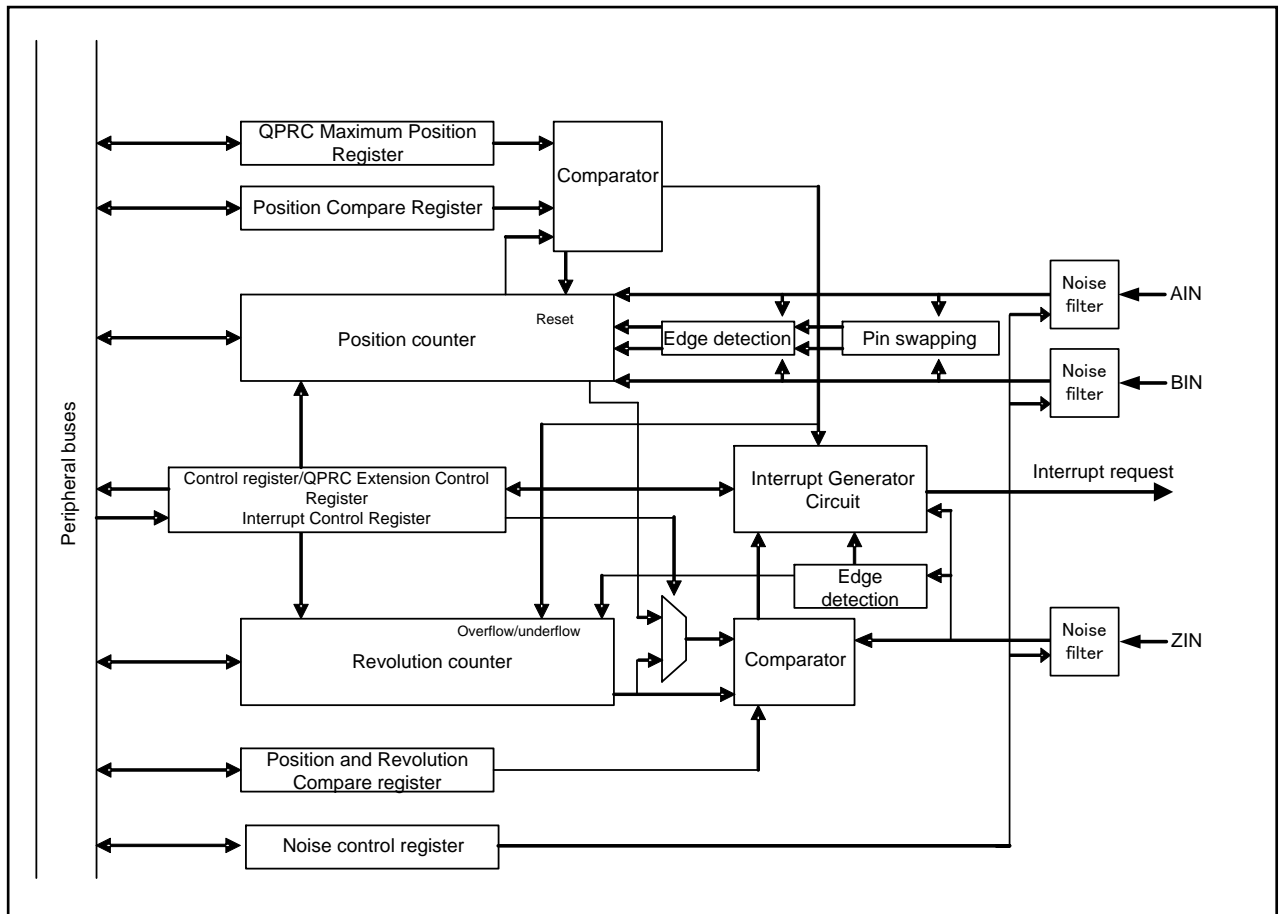 QPRC Maximum Position
Register
Comparator
Position Compare Register
Noise
filter
AIN
Reset
Position counter
Edge detection
Pin swapping
Noise
filter
BIN
Peripheral buses
Control register/QPRC Extension Control
Register
Interrupt Control Register
Interrupt Generator
Circuit
Interrupt request
Edge
detection
Overflow/underflow
Revolution counter
Comparator
Noise
filter
ZIN
Position and Revolution
Compare register
Noise control register